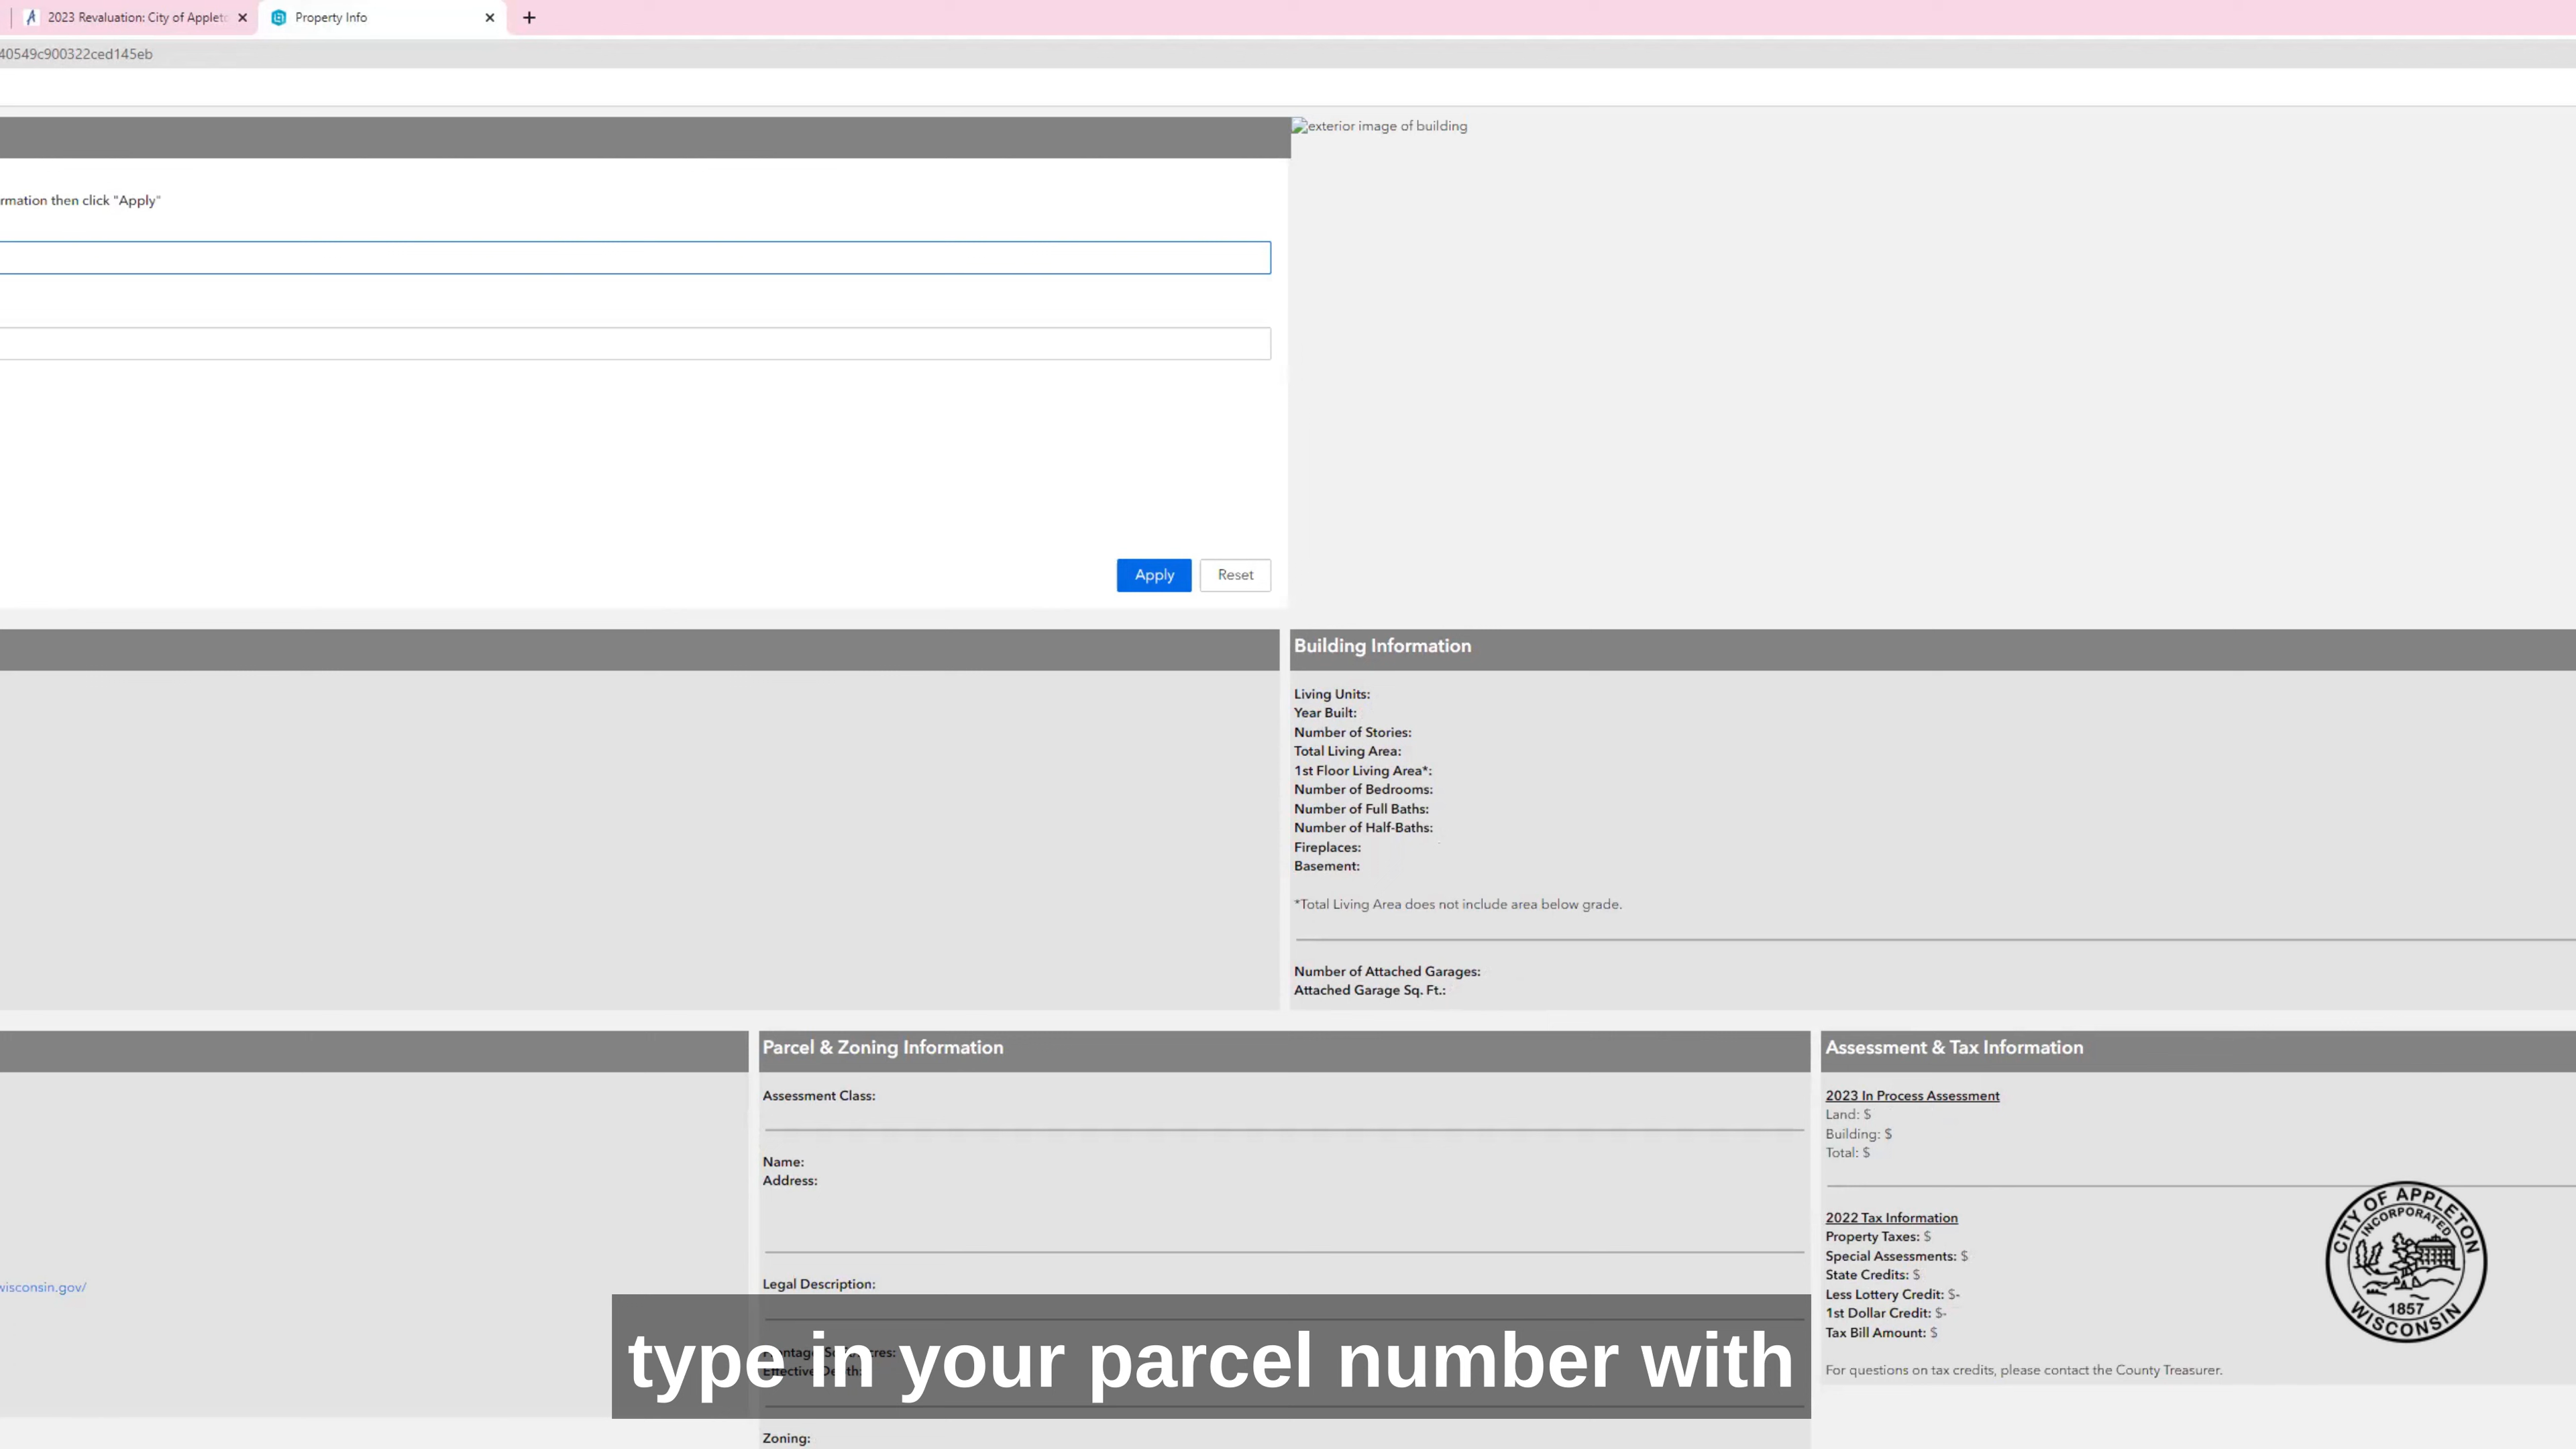 2023 Revaluation: City of Appleto
Property Info
40549c900322ced145eb
exterior image of building
rmation then click "Apply"
Apply
Reset
Building Information
Living Units:
Year Built:
Number of Stories:
Total Living Area:
1st Floor Living Area*:
Number of Bedrooms:
Number of Full Baths:
Number of Half-Baths:
Fireplaces:
Basement:
*Total Living Area does not include area below grade.
Number of Attached Garages:
Attached Garage Sq. Ft.:
Parcel & Zoning Information
Assessment Class:
Name:
Address:
Legal Description:
Effective Depth:
Zoning:
Assessment & Tax Information
2023 In Process Assessment
Land: $
Building: $
Total: $
2022 Tax Information
Property Taxes: $
Special Assessments: $
State Credits: $
Less Lottery Credit: $-
1st Dollar Credit: $-
Tax Bill Amount: $
For questions on tax credits, please contact the County Treasurer.
CITY OF APPLETON
INCORPORATED
1857
WISCONSIN
wisconsin.gov/
type in your parcel number with